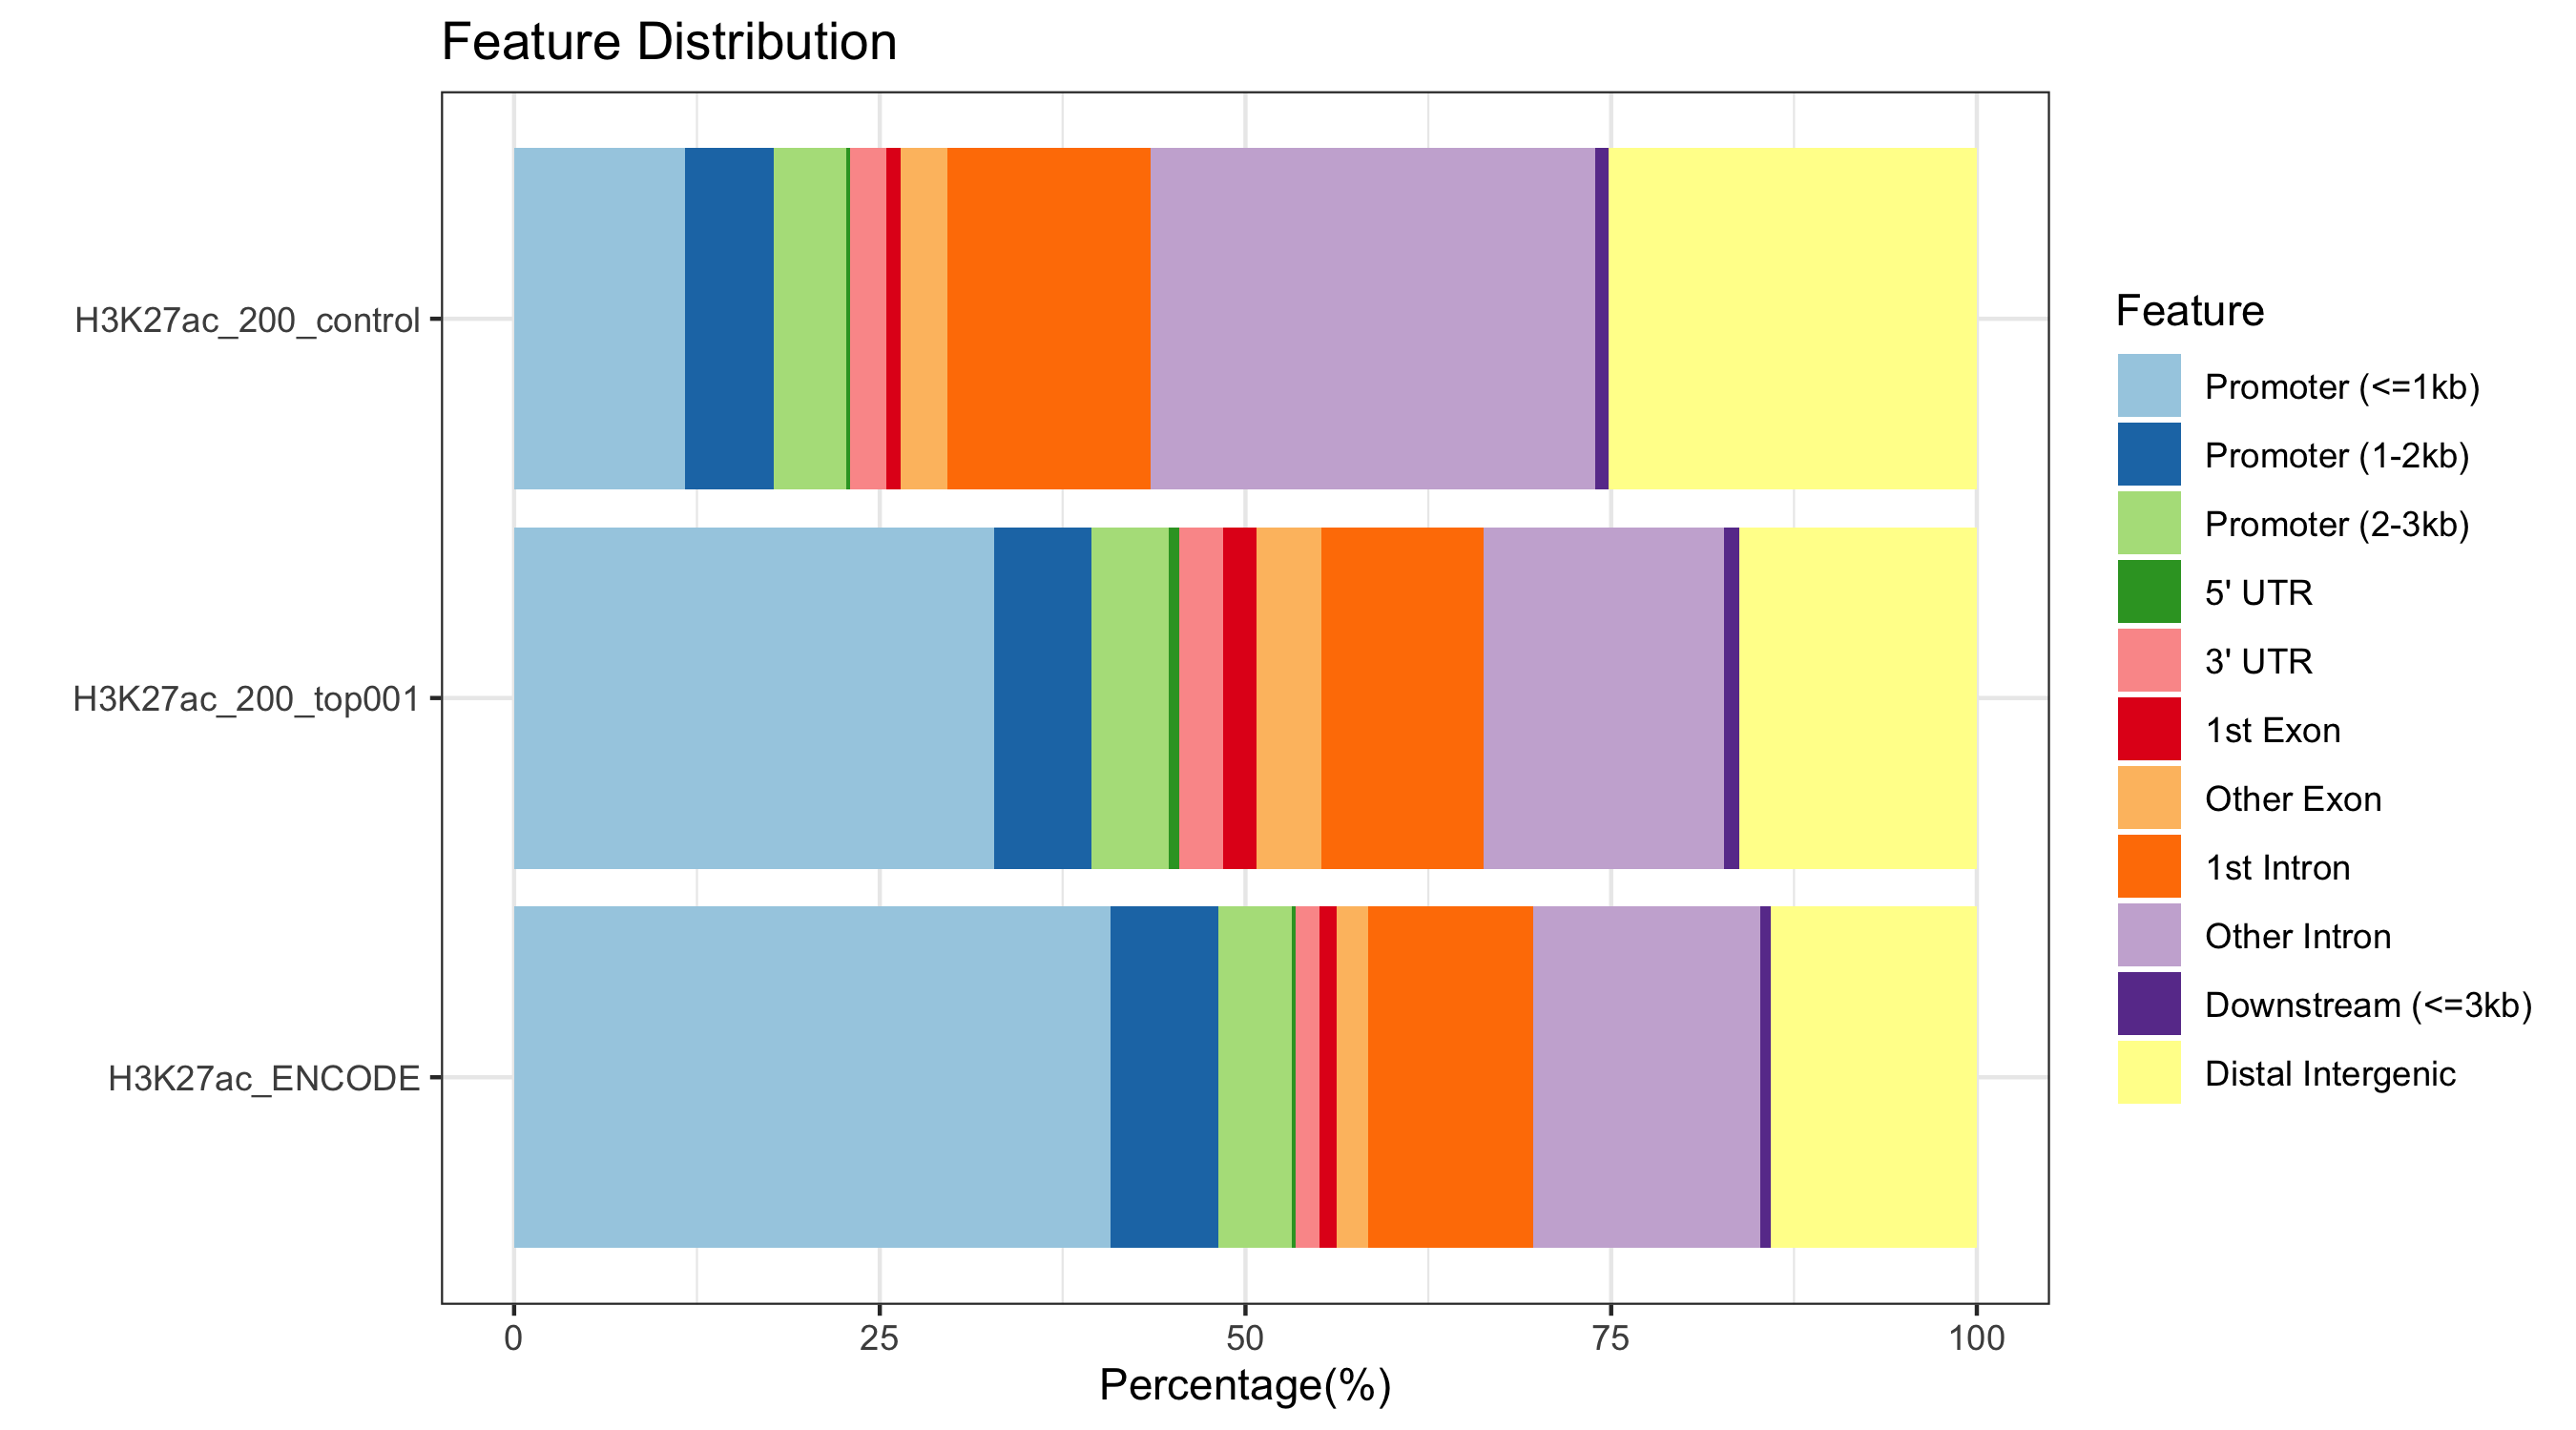 Feature Distribution
H3K27ac_200_control
H3K27ac_200_top001
H3K27ac_ENCODE
0 25 50 75 100
Percentage(%)
Feature
Promoter (<=1kb)
Promoter (1-2kb)
Promoter (2-3kb)
5' UTR
3' UTR
1st Exon
Other Exon
1st Intron
Other Intron
Downstream (<=3kb)
Distal Intergenic